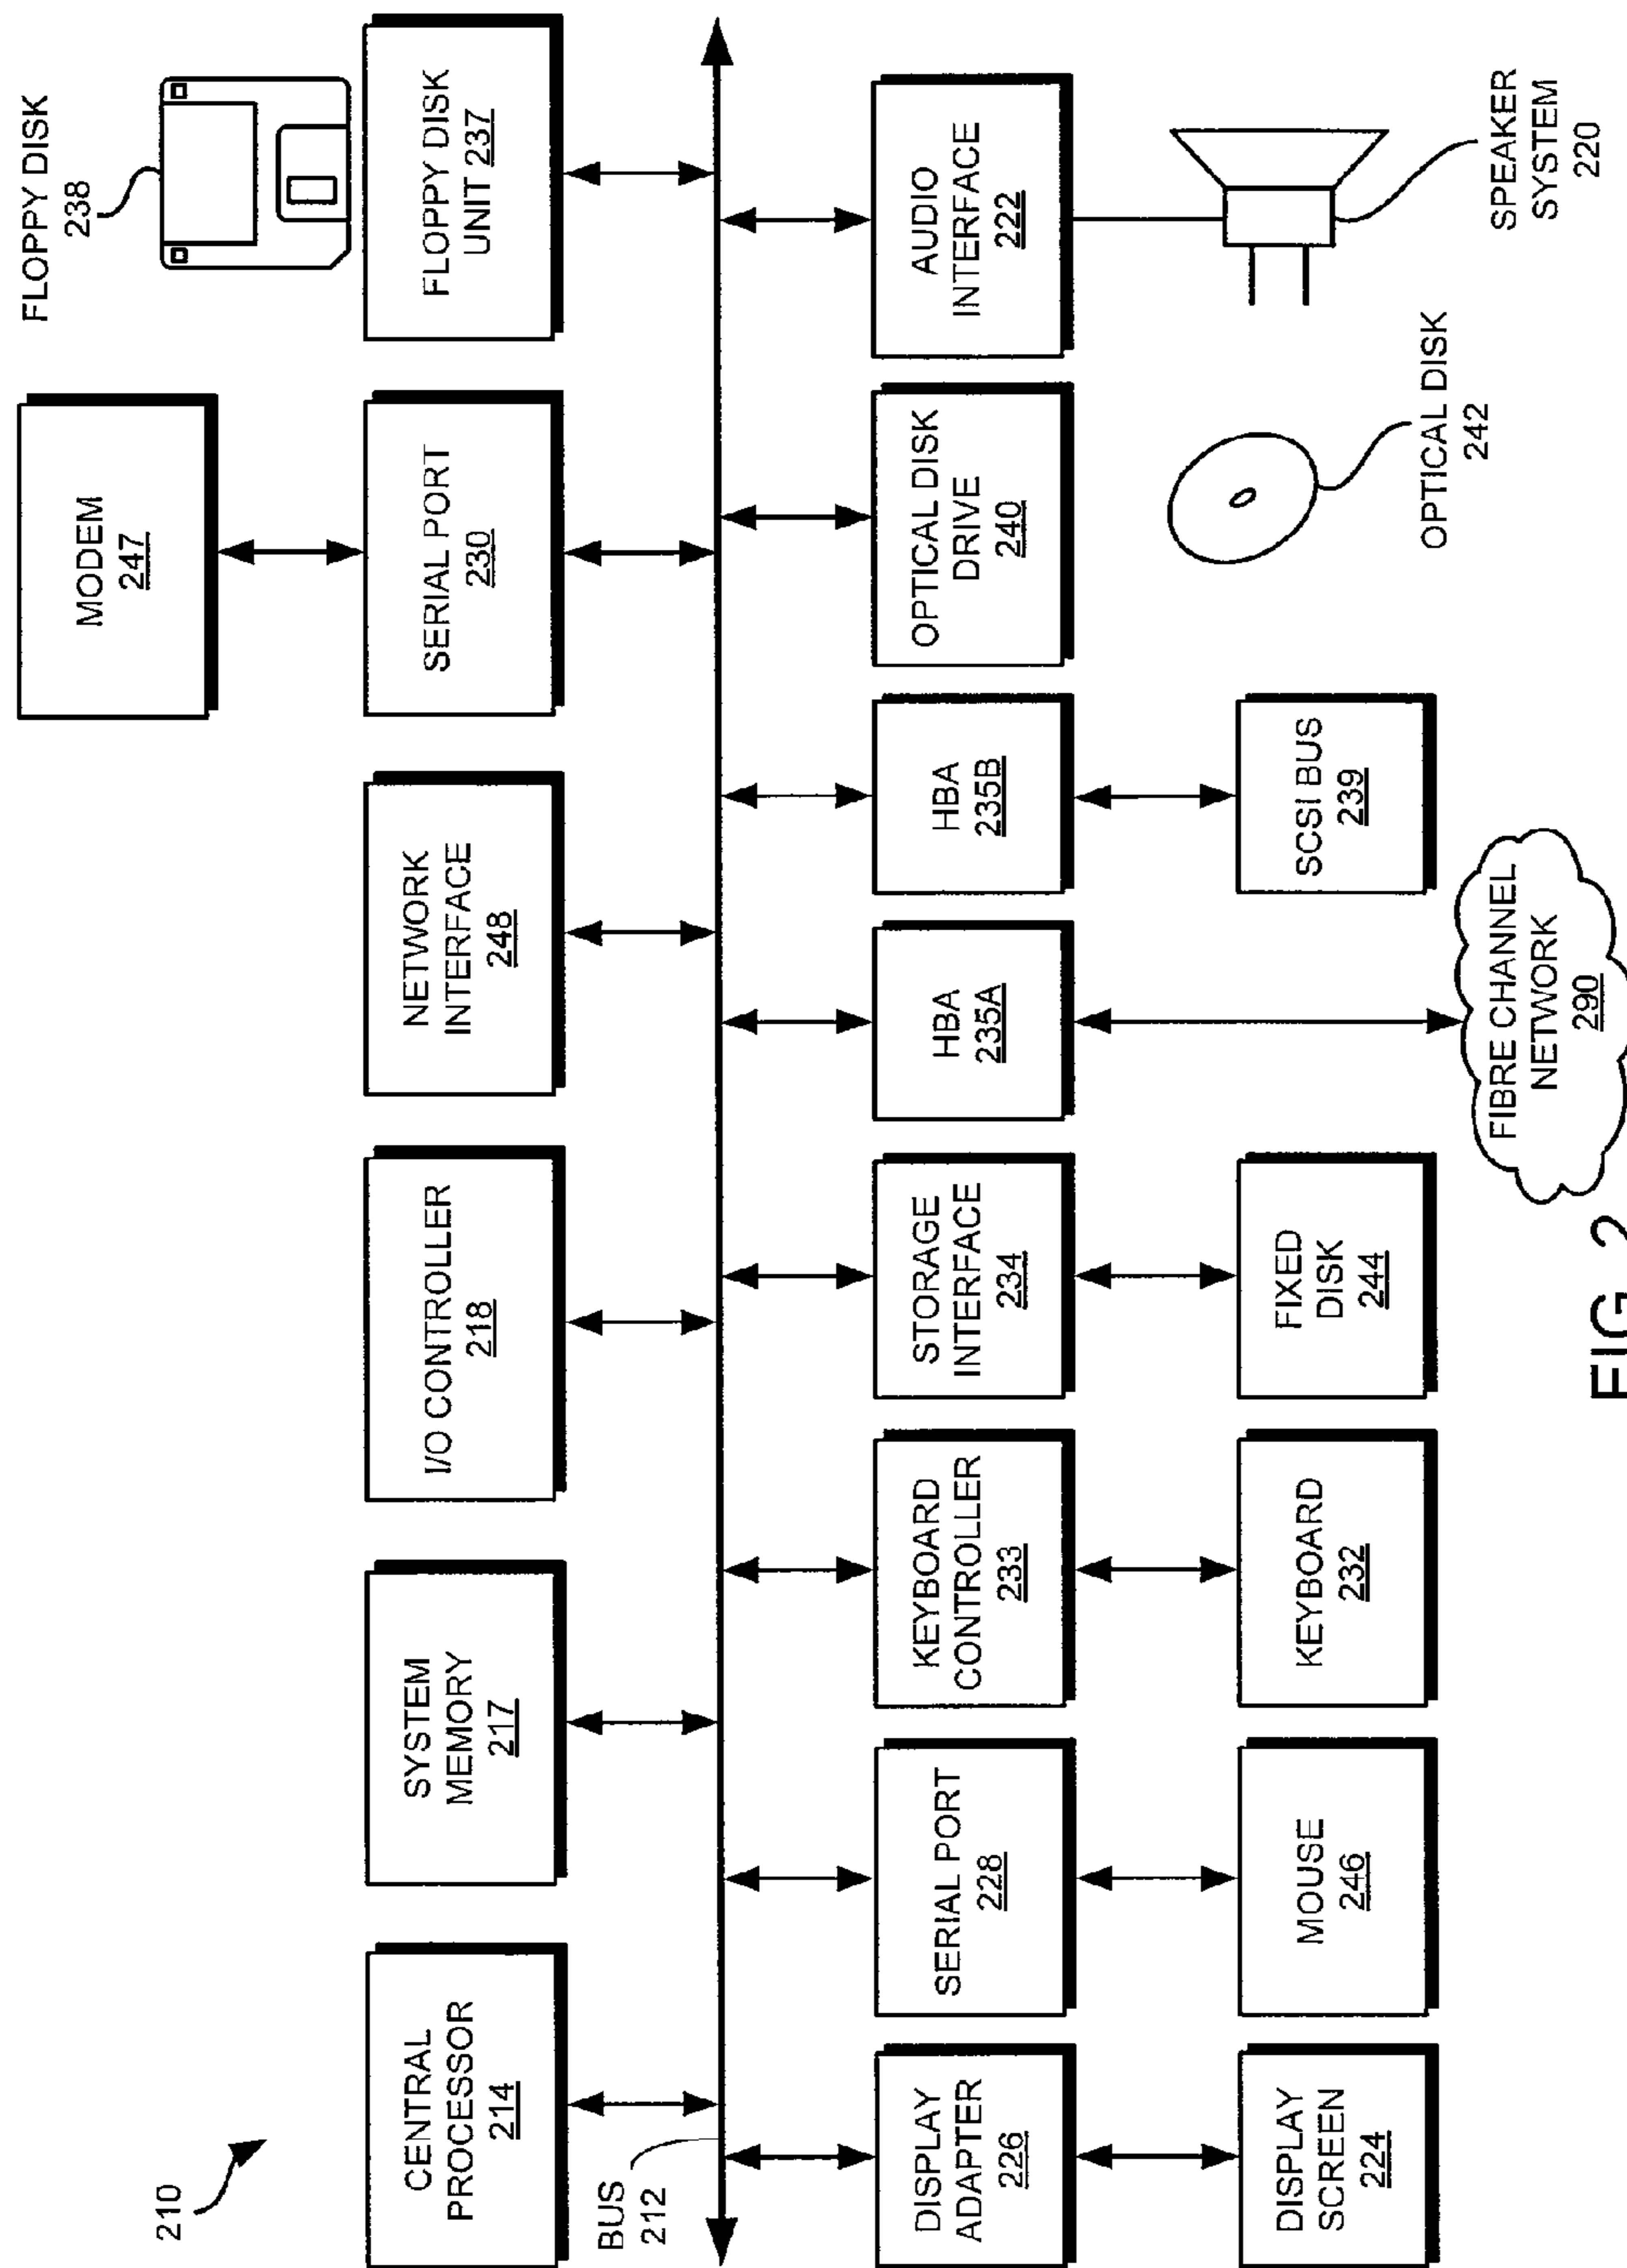 210
MODEM
247
FLOPPY DISK
238
CENTRAL
PROCESSOR
214
SYSTEM
MEMORY
217
I/O CONTROLLER
218
NETWORK
INTERFACE
248
SERIAL PORT
230
FLOPPY DISK
UNIT 237
BUS
212
DISPLAY
ADAPTER
226
SERIAL PORT
228
KEYBOARD
CONTROLLER
233
STORAGE
INTERFACE
234
HBA
235A
HBA
235B
OPTICAL DISK
DRIVE
240
AUDIO
INTERFACE
222
DISPLAY
SCREEN
224
MOUSE
246
KEYBOARD
232
FIXED
DISK
244
SCSI BUS
239
OPTICAL DISK
242
SPEAKER
SYSTEM
220
FIBRE CHANNEL
NETWORK
290
FIG. 2